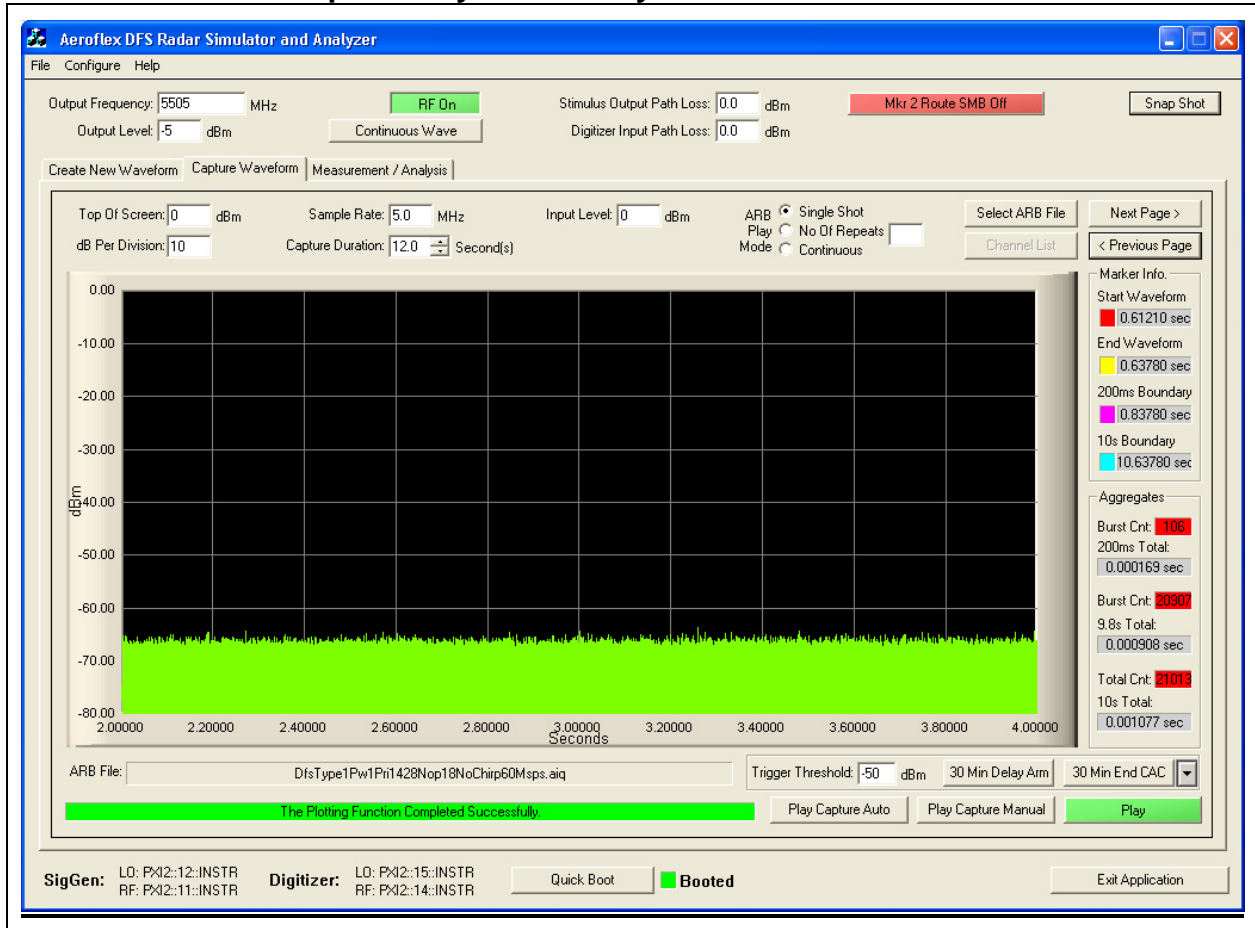 Aeroflex DFS Radar Simulator and Analyzer
File Configure Help
Output Frequency: 5505 MHz RF On Stimulus Output Path Loss: 0.0 dBm Mkr 2 Route SMB Off Snap Shot
Output Level: -5 dBm Continuous Wave Digitizer Input Path Loss: 0.0 dBm
Create New Waveform Capture Waveform Measurement / Analysis
Top Of Screen: 0 dBm Sample Rate: 5.0 MHz Input Level: 0 dBm ARB Play Mode Single Shot Select ARB File Next Page >
No Of Repeats
dB Per Division: 10 Capture Duration: 12.0 Second(s) Continuous Channel List < Previous Page
0.00
-10.00
-20.00
-30.00
-40.00
-50.00
-60.00
-70.00
-80.00
dBm
2.00000 2.20000 2.40000 2.60000 2.80000 3.00000 3.20000 3.40000 3.60000 3.80000 4.00000
Seconds
Marker Info.
Start Waveform
0.61210 sec
End Waveform
0.63780 sec
200ms Boundary
0.83780 sec
10s Boundary
10.63780 sec
Aggregates
Burst Cnt: 106
200ms Total:
0.000169 sec
Burst Cnt: 20907
9.8s Total:
0.000908 sec
Total Cnt: 21013
10s Total:
0.001077 sec
ARB File: DfsType1Pw1Pri1428Nop18NoChirp60Msps.aiq Trigger Threshold: -50 dBm 30 Min Delay Arm 30 Min End CAC
The Plotting Function Completed Successfully. Play Capture Auto Play Capture Manual Play
SigGen: LO: PXI2::12::INSTR Digitizer: LO: PXI2::15::INSTR Quick Boot Booted Exit Application
RF: PXI2::11::INSTR RF: PXI2::14::INSTR